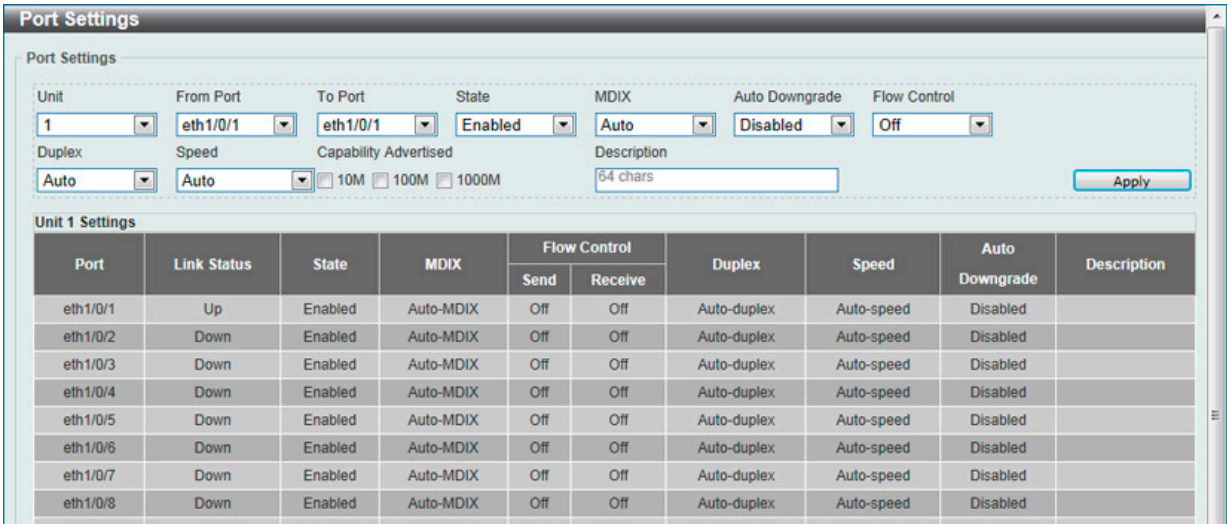 Port Settings
Port Settings
Unit From Port To Port State MDIX Auto Downgrade Flow Control
1 eth1/0/1 eth1/0/1 Enabled Auto Disabled Off
Duplex Speed Capability Advertised Description
Auto Auto 10M 100M 1000M 64 chars Apply
Unit 1 Settings
Port Link Status State MDIX Flow Control Duplex Speed Auto Downgrade Description
Send Receive
eth1/0/1 Up Enabled Auto-MDIX Off Off Auto-duplex Auto-speed Disabled
eth1/0/2 Down Enabled Auto-MDIX Off Off Auto-duplex Auto-speed Disabled
eth1/0/3 Down Enabled Auto-MDIX Off Off Auto-duplex Auto-speed Disabled
eth1/0/4 Down Enabled Auto-MDIX Off Off Auto-duplex Auto-speed Disabled
eth1/0/5 Down Enabled Auto-MDIX Off Off Auto-duplex Auto-speed Disabled
eth1/0/6 Down Enabled Auto-MDIX Off Off Auto-duplex Auto-speed Disabled
eth1/0/7 Down Enabled Auto-MDIX Off Off Auto-duplex Auto-speed Disabled
eth1/0/8 Down Enabled Auto-MDIX Off Off Auto-duplex Auto-speed Disabled